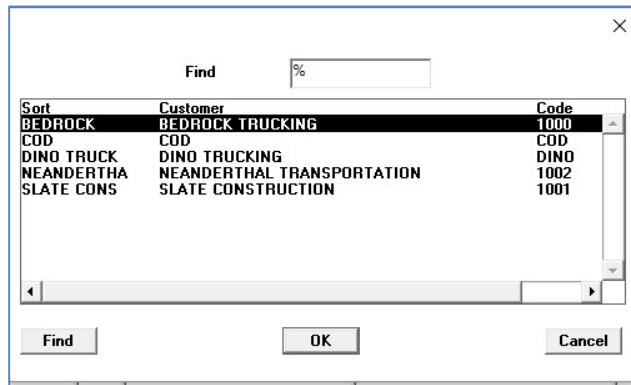 Find %
Sort Customer Code
BEDROCK BEDROCK TRUCKING 1000
COD COD COD
DINO TRUCK DINO TRUCKING DINO
NEANDERTHA NEANDERTHAL TRANSPORTATION 1002
SLATE CONS SLATE CONSTRUCTION 1001
Find OK Cancel